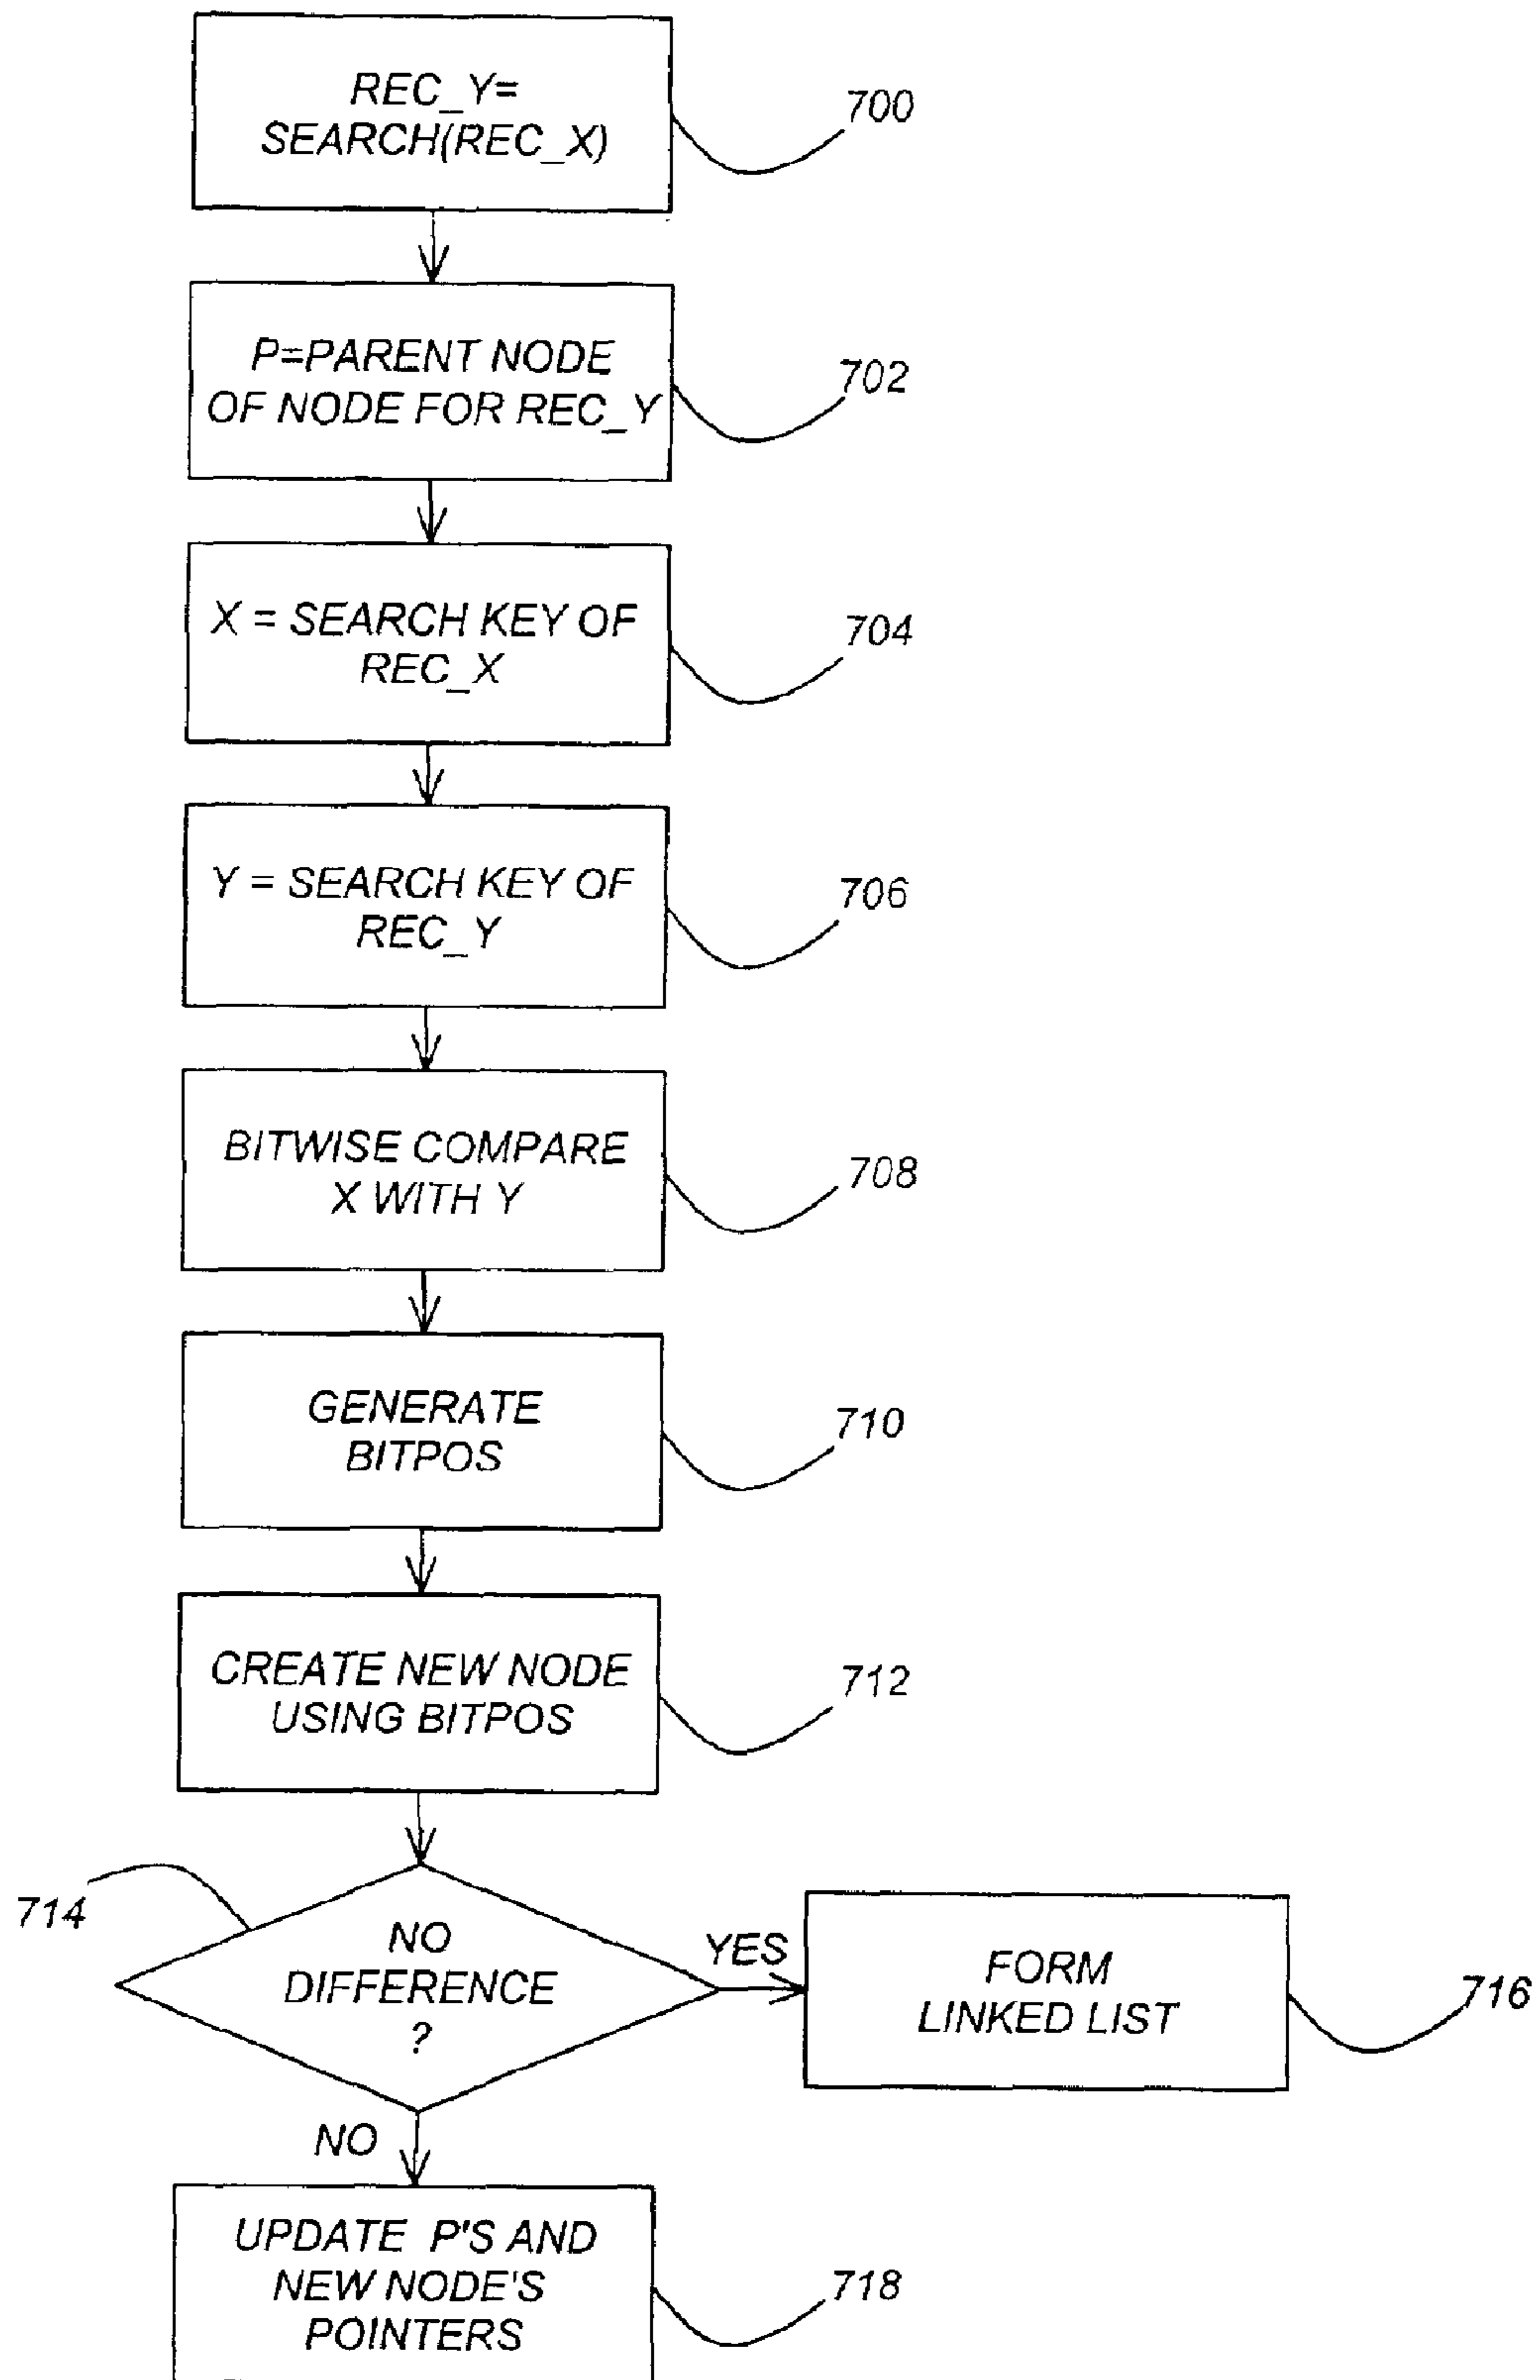 REC_Y=
SEARCH(REC_X)
700
P=PARENT NODE
OF NODE FOR REC_Y
702
X = SEARCH KEY OF
REC_X
704
Y = SEARCH KEY OF
REC_Y
706
BITWISE COMPARE
X WITH Y
708
GENERATE
BITPOS
710
CREATE NEW NODE
USING BITPOS
712
714
NO
DIFFERENCE
?
YES
FORM
LINKED LIST
716
NO
UPDATE P'S AND
NEW NODE'S
POINTERS
718